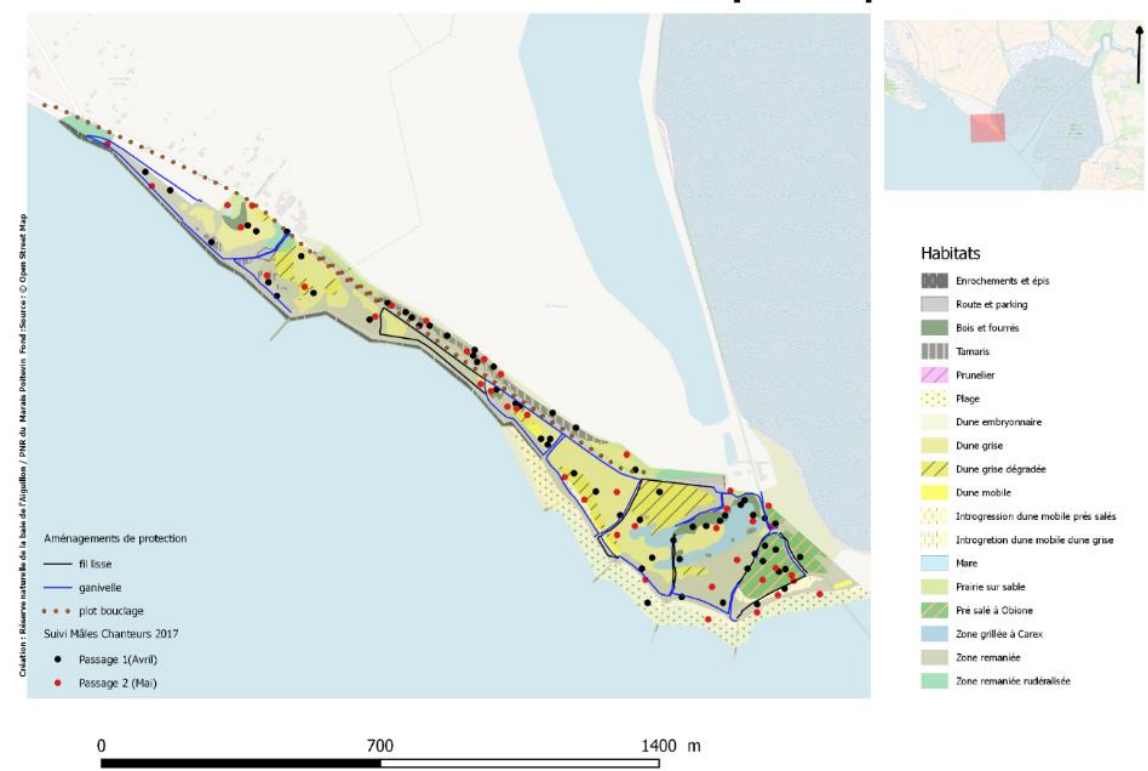 Création : Réserve naturelle de la baie de l'Aiguillon / PNR du Marais Poitevin Fond :Source : © Open Street Map
Aménagements de protection
fil lisse
ganivelle
plot bouclage
Suivi Mâles Chanteurs 2017
Passage 1(Avril)
Passage 2 (Mai)
0
700
1400 m
Habitats
Enrochements et épis
Route et parking
Bois et fourrés
Tamaris
Prunelier
Plage
Dune embryonnaire
Dune grise
Dune grise dégradée
Dune mobile
Introgression dune mobile prés salés
Introgretion dune mobile dune grise
Mare
Prairie sur sable
Pré salé à Obione
Zone grillée à Carex
Zone remaniée
Zone remaniée rudéralisée